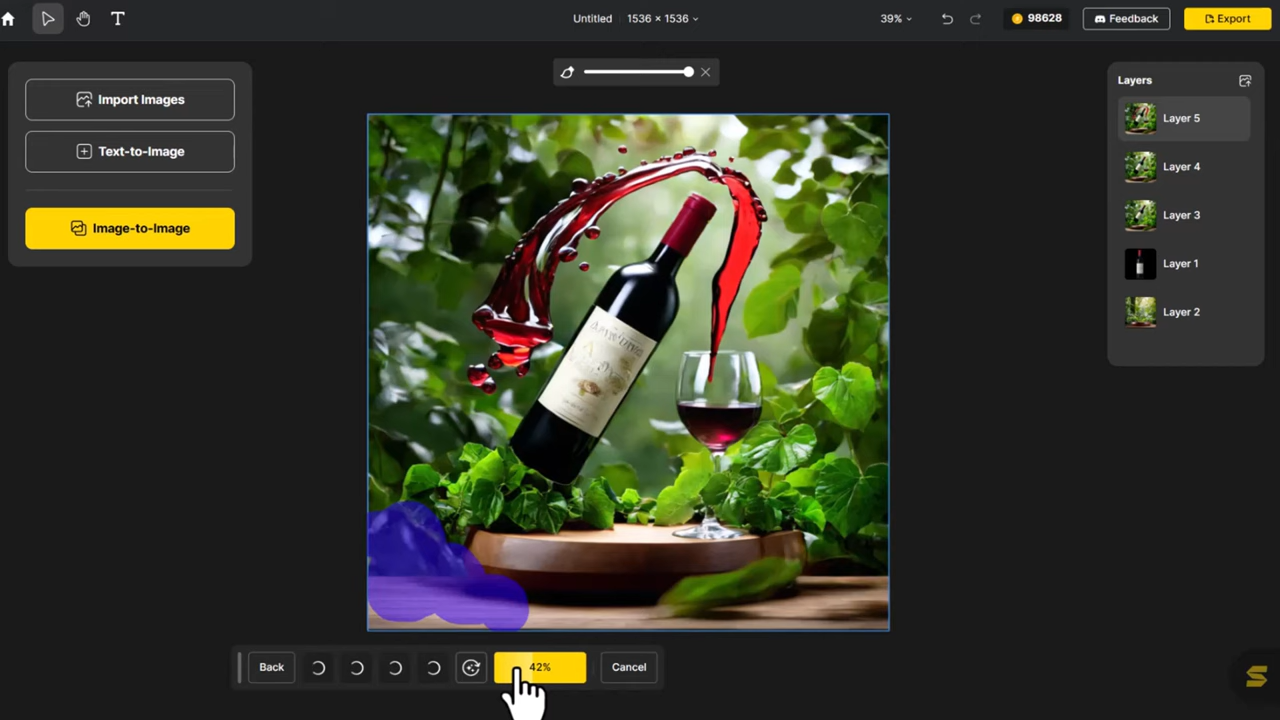 Untitled 1536 × 1536
39%
98628
Feedback
Export
Import Images
Text-to-Image
Image-to-Image
Layers
Layer 5
Layer 4
Layer 3
Layer 1
Layer 2
Back
42%
Cancel